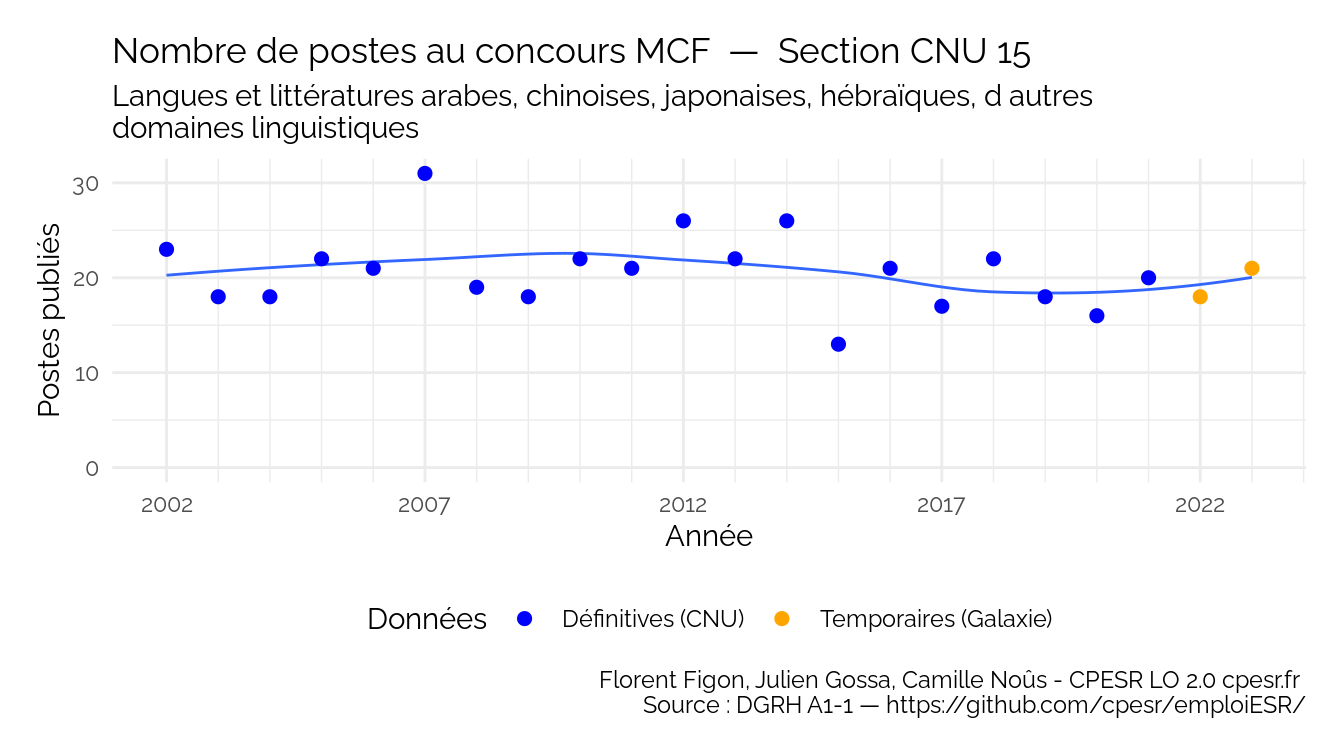 Nombre de postes au concours MCF — Section CNU 15
Langues et littératures arabes, chinoises, japonaises, hébraïques, d autres
domaines linguistiques
Postes publiés
30
20
10
0
2002 2007 2012 2017 2022
Année
Données Définitives (CNU) Temporaires (Galaxie)
Florent Figon, Julien Gossa, Camille Noûs - CPESR LO 2.0 cpesr.fr
Source : DGRH A1-1 — https://github.com/cpesr/emploiESR/